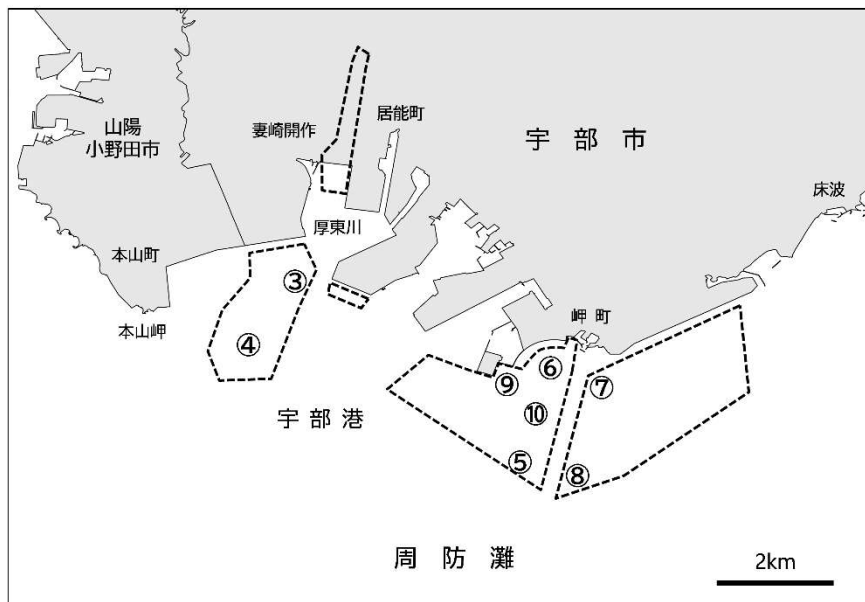 居能町
妻崎開作
山陽
小野田市
宇部市
床波
厚東川
本山町
③
本山岬
④
岬町
⑥
⑦
⑨
⑩
宇部港
⑤
⑧
周防灘
2km